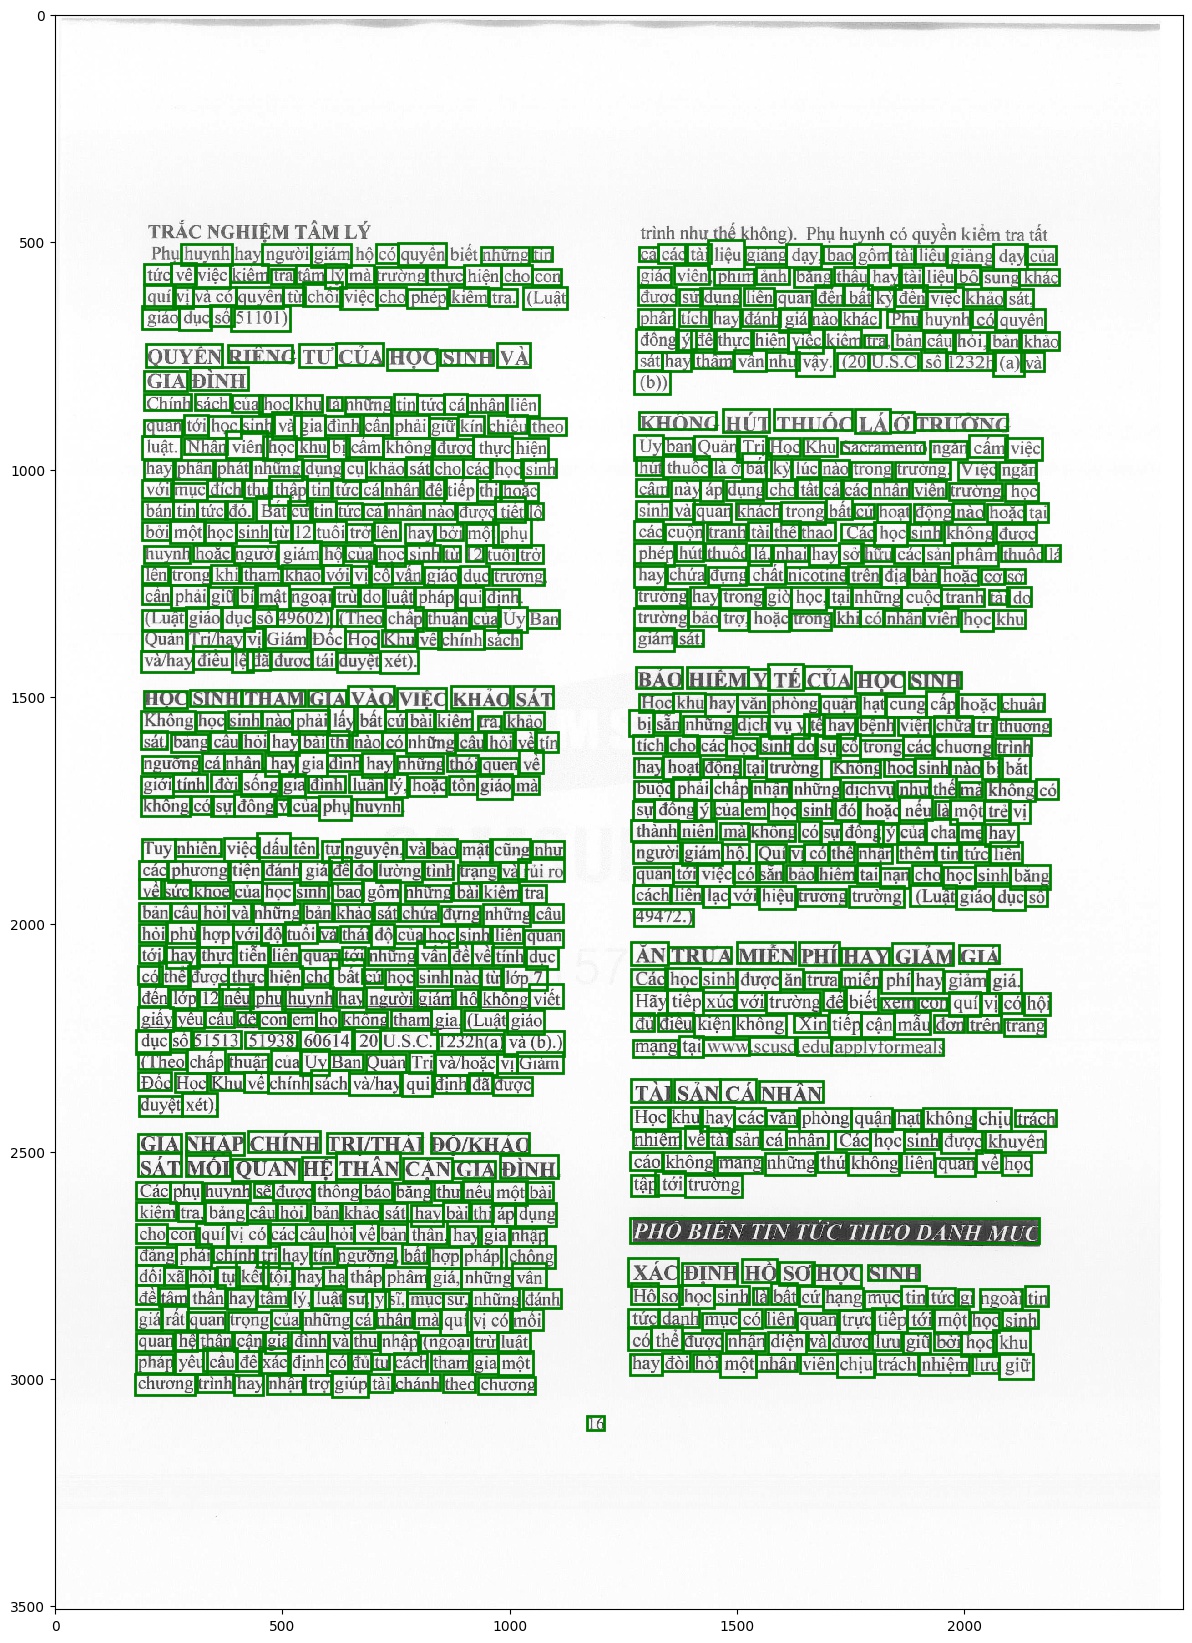 TRẮC NGHIỆM TÂM LÝ
Phụ huynh hay người giám hộ có quyền biết những tin
tức về việc kiểm tra tâm lý mà trường thực hiện cho con
quí vị và có quyền từ chối việc cho phép kiểm tra. (Luật
giáo dục số 51101)
QUYỀN RIÊNG TƯ CỦA HỌC SINH VÀ
GIA ĐÌNH
Chính sách của học khu là những tin tức cá nhân liên
quan tới học sinh và gia đình cần phải giữ kín chiếu theo
luật. Nhân viên học khu bị cấm không được thực hiện
hay phân phát những dụng cụ khảo sát cho các học sinh
với mục đích thu thập tin tức cá nhân để tiếp thị hoặc
bán tin tức đó. Bất cứ tin tức cá nhân nào được tiết lộ
bởi một học sinh từ 12 tuổi trở lên hay bởi một phụ
huynh hoặc người giám hộ của học sinh từ 12 tuổi trở
lên trong khi tham khảo với vị cố vấn giáo dục trường,
cần phải giữ bí mật ngoại trừ do luật pháp qui định.
(Luật giáo dục số 49602) (Theo chấp thuận của Uy Ban
Quản Trị/hay vị Giám Đốc Học Khu về chính sách
và/hay điều lệ đã được tái duyệt xét).
HỌC SINH THAM GIA VÀO VIỆC KHẢO SÁT
Không học sinh nào phải lấy bất cứ bài kiểm tra, khảo
sát, bảng câu hỏi hay bài thi nào có những câu hỏi về tín
ngưỡng cá nhân hay gia đình hay những thói quen về
giới tính, đời sống gia đình, luân lý, hoặc tôn giáo mà
không có sự đồng ý của phụ huynh
Tuy nhiên, việc dấu tên, tự nguyện, và bảo mật cũng như
các phương tiện đánh giá để đo lường tình trạng và rủi ro
về sức khoẻ của học sinh bao gồm những bài kiểm tra
bản câu hỏi và những bản khảo sát chứa đựng những câu
hỏi phù hợp với độ tuổi và thái độ của học sinh liên quan
tới hay thực tiễn liên quan tới những vấn đề về tính dục
có thể được thực hiện cho bất cứ học sinh nào từ lớp 7
đến lớp 12 nếu phụ huynh hay người giám hộ không viết
giấy yêu cầu để con em họ không tham gia. (Luật giáo
dục số 51513 51938 60614 20 U.S.C. 1232h(a) và (b).)
(Theo chấp thuận của Uy Ban Quản Trị và/hoặc vị Giám
Đốc Học Khu về chính sách và/hay qui định đã được
duyệt xét).
GIA NHẬP CHÍNH TRỊ/THÁI ĐỘ/KHẢO
SÁT MỐI QUAN HỆ THÂN CẬN GIA ĐÌNH
Các phụ huynh sẽ được thông báo bằng thư nếu một bài
kiểm tra, bảng câu hỏi, bản khảo sát hay bài thi áp dụng
cho con quí vị có các câu hỏi về bản thân, hay gia nhập
đảng phái chính trị hay tín ngưỡng, bất hợp pháp, chống
đối xã hội, tự kết tội, hay hạ thấp phẩm giá, những vấn
đề tâm thần hay tâm lý, luật sư, y sĩ, mục sư, những đánh
giá rất quan trọng của những cá nhân mà quí vị có mối
quan hệ thân cận gia đình và thu nhập (ngoại trừ luật
pháp yêu cầu để xác định có đủ tư cách tham gia một
chương trình hay nhận trợ giúp tài chánh theo chương
trình như thế không). Phụ huynh có quyền kiểm tra tất
cả các tài liệu giảng dạy, bao gồm tài liệu giảng dạy của
giáo viên, phim ảnh, băng thâu hay tài liệu bổ sung khác
được sử dụng liên quan đến bất kỳ đến việc khảo sát,
phân tích hay đánh giá nào khác Phụ huynh có quyền
đồng ý để thực hiện việc kiểm tra, bản câu hỏi, bản khảo
sát hay thăm vấn như vậy. (20 U.S.C. số 1232h (a) và
(b))
KHÔNG HÚT THUỐC LÁ Ở TRƯỜNG
Uy ban Quản Trị Học Khu Sacramento ngăn cấm việc
hút thuốc lá ở bất kỳ lúc nào trong trường. Việc ngăn
cấm này áp dụng cho tất cả các nhân viên trường, học
sinh và quan khách trong bất cứ hoạt động nào hoặc tại
các cuộc tranh tài thể thao Các học sinh không được
phép hút thuốc lá, nhai hay sở hữu các sản phẩm thuốc lá
hay chứa đựng chất nicotine trên địa bàn hoặc cơ sở
trường hay trong giờ học, tại những cuộc tranh tài do
trường bảo trợ, hoặc trong khi có nhân viên học khu
giám sát
BẢO HIỂM Y TẾ CỦA HỌC SINH
Học khu hay văn phòng quận hạt cung cấp hoặc chuẩn
bị sẵn những dịch vụ y tế hay bệnh viện chữa trị thương
tích cho các học sinh do sự cố trong các chương trình
hay hoạt động tại trường Không học sinh nào bị bắt
buộc phải chấp nhận những dịch vụ như thế mà không có
sự đồng ý của em học sinh đó hoặc nếu là một trẻ vị
thành niên mà không có sự đồng ý của cha mẹ hay
người giám hộ. Quí vị có thể nhận thêm tin tức liên
quan tới việc có sẵn bảo hiểm tai nạn cho học sinh bằng
cách liên lạc với hiệu trưởng trường (Luật giáo dục số
49472.)
ĂN TRƯA MIỄN PHÍ HAY GIẢM GIÁ
Các học sinh được ăn trưa miễn phí hay giảm giá.
Hãy tiếp xúc với trường để biết xem con quí vị có hội
đủ điều kiện không Xin tiếp cận mẫu đơn trên trang
mạng tại www.scusd.edu.applyformeals
TÀI SẢN CÁ NHÂN
Học khu hay các văn phòng quận hạt không chịu trách
nhiệm về tài sản cá nhân Các học sinh được khuyên
cáo không mang những thứ không liên quan về học
tập tới trường
PHỔ BIẾN TIN TỨC THEO DANH MỤC
XÁC ĐỊNH HỒ SƠ HỌC SINH
Hồ sơ học sinh là bất cứ hạng mục tin tức gì ngoài tin
tức danh mục có liên quan trực tiếp tới một học sinh
có thể được nhận diện và được lưu giữ bởi học khu
hay đòi hỏi một nhân viên chịu trách nhiệm lưu giữ
16